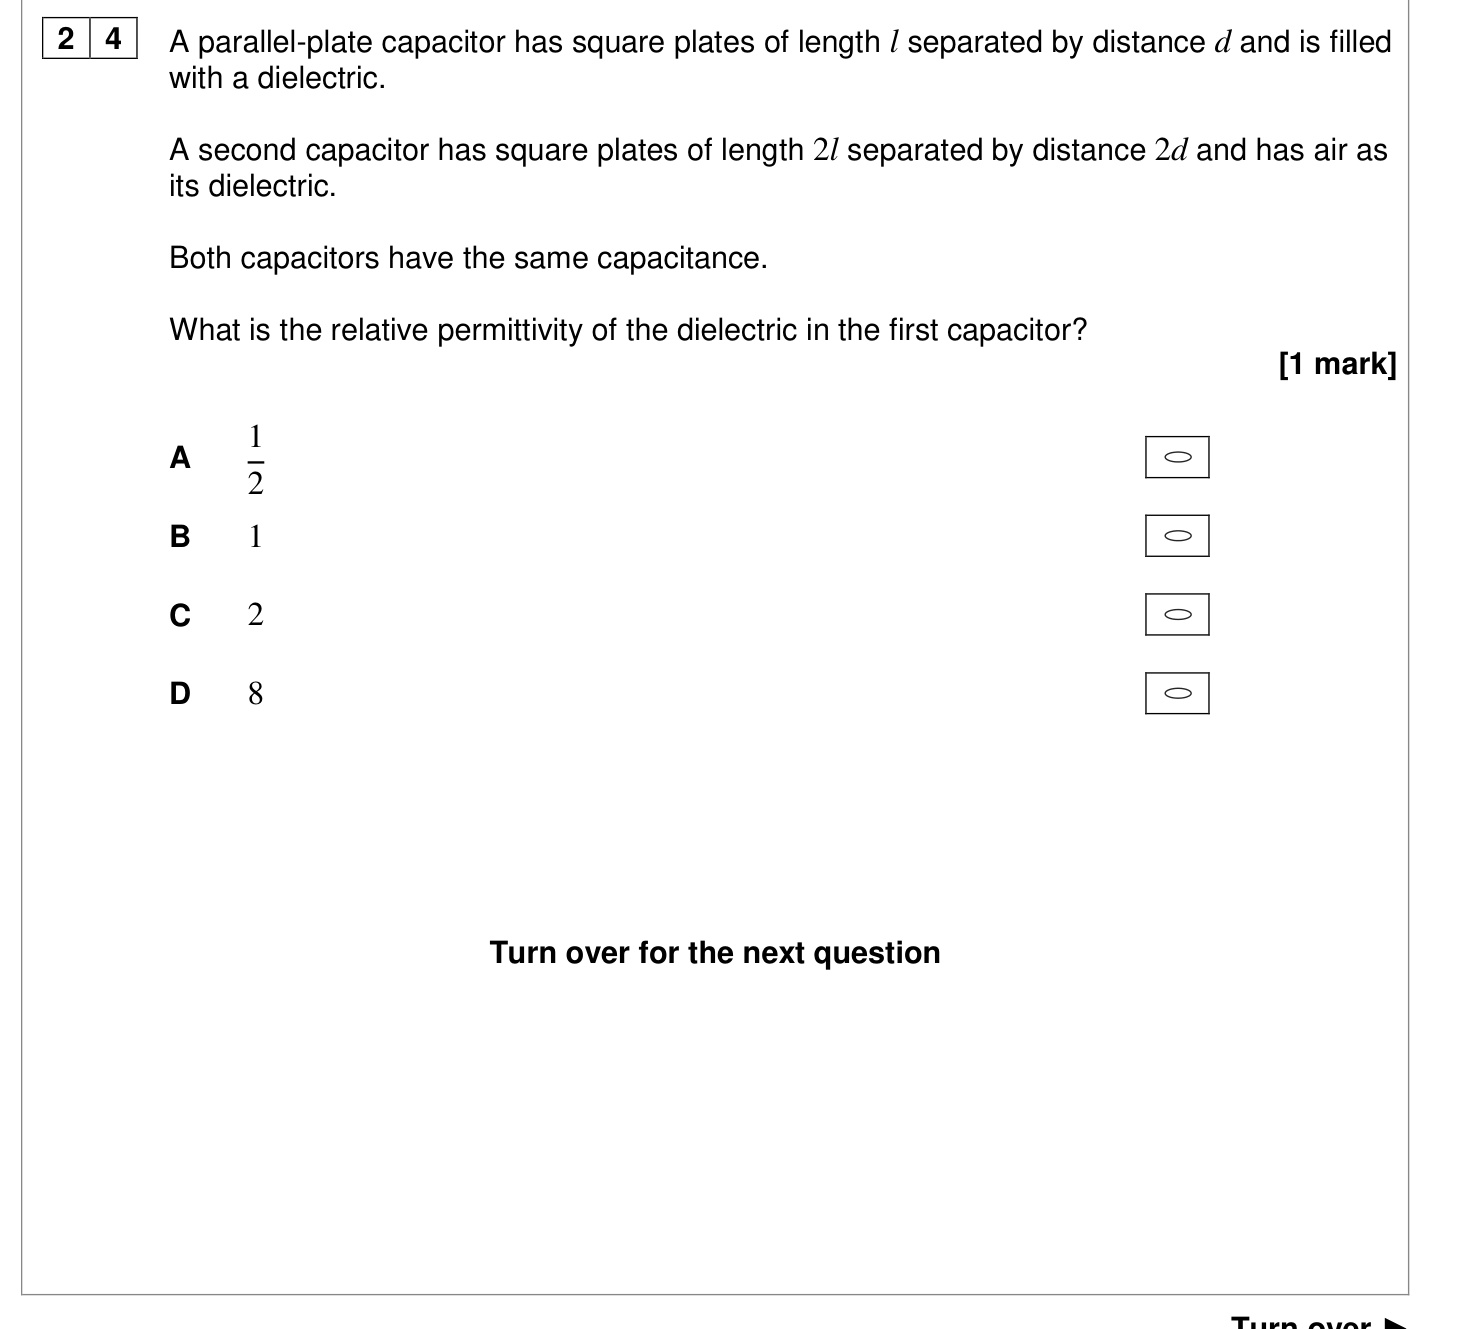 2 4 A parallel-plate capacitor has square plates of length l separated by distance d and is filled
with a dielectric.
A second capacitor has square plates of length 2l separated by distance 2d and has air as
its dielectric.
Both capacitors have the same capacitance.
What is the relative permittivity of the dielectric in the first capacitor?
[1 mark]
A 1/2
B 1
C 2
D 8
Turn over for the next question
Turn over ►